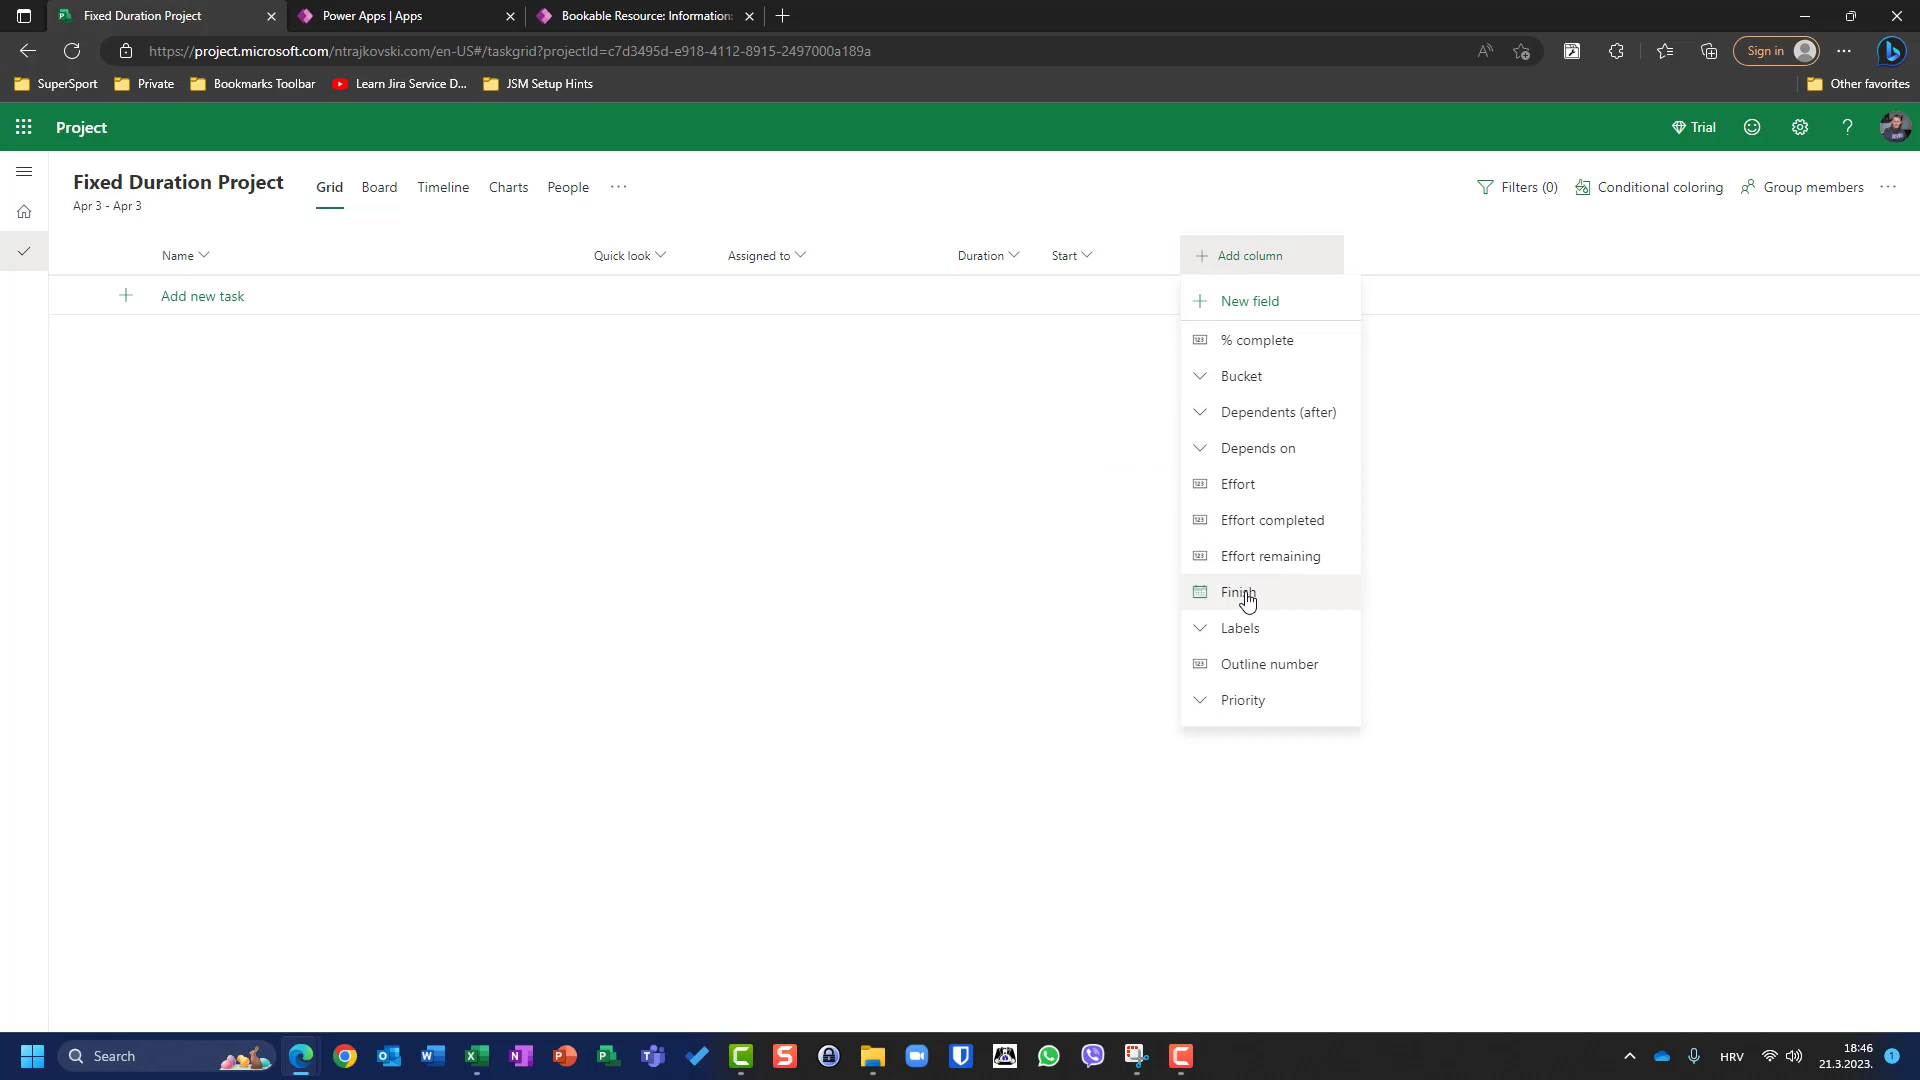 Fixed Duration Project
Power Apps | Apps
Bookable Resource: Information:
https://project.microsoft.com/ntrajkovski.com/en-US#/taskgrid?projectId=c7d3495d-e918-4112-8915-2497000a189a
Sign in
SuperSport
Private
Bookmarks Toolbar
Learn Jira Service D...
JSM Setup Hints
Other favorites
Project
Trial
Fixed Duration Project
Apr 3 - Apr 3
Grid
Board
Timeline
Charts
People
Filters (0)
Conditional coloring
Group members
Name
Quick look
Assigned to
Duration
Start
Add column
Add new task
New field
% complete
Bucket
Dependents (after)
Depends on
Effort
Effort completed
Effort remaining
Finish
Labels
Outline number
Priority
Search
HRV
18:46
21.3.2023.
1